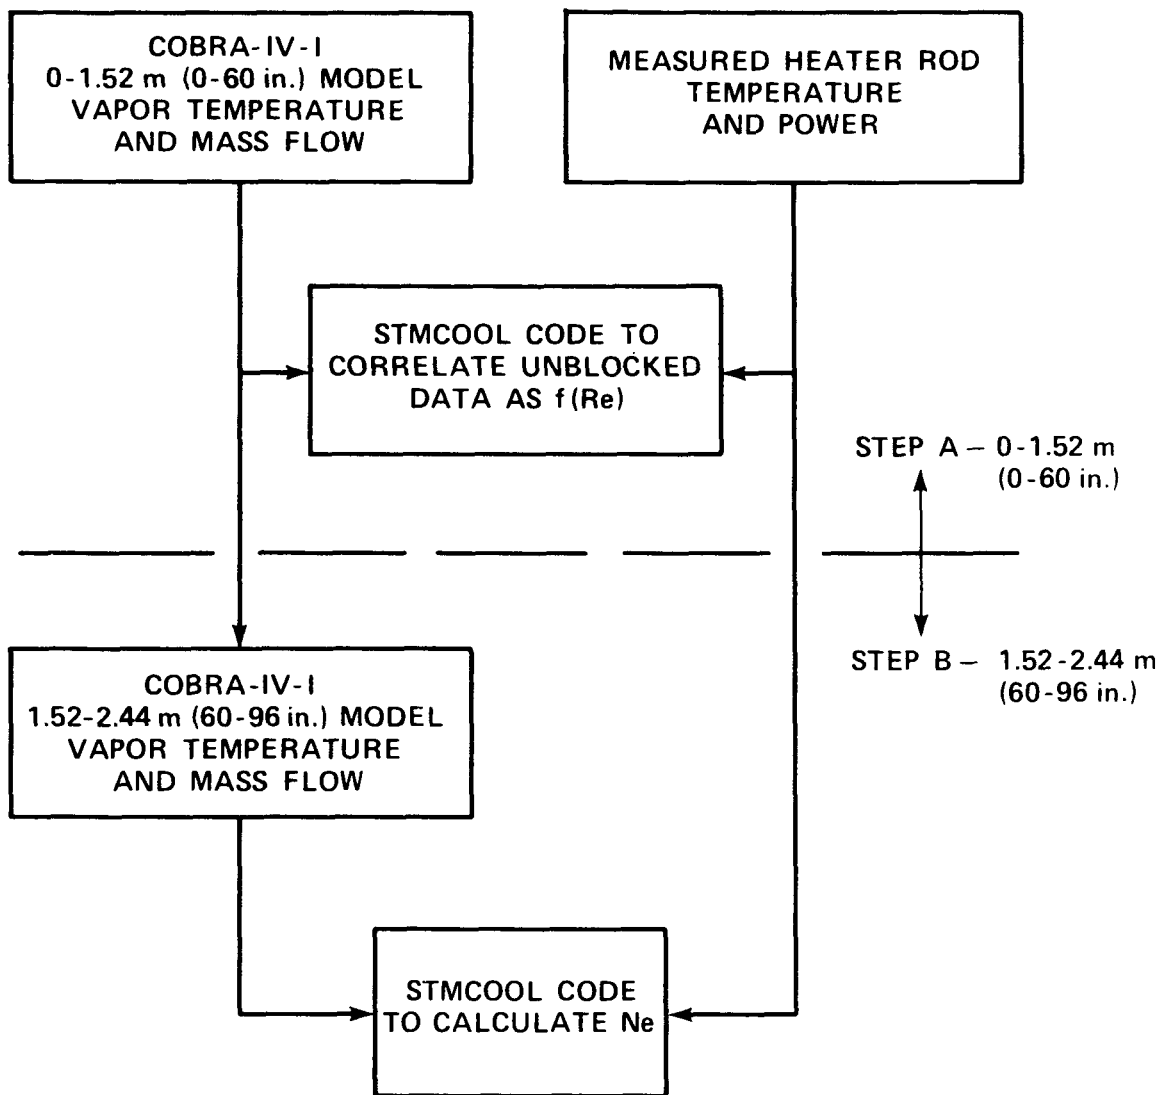 COBRA-IV-I
0-1.52 m (0-60 in.) MODEL
VAPOR TEMPERATURE
AND MASS FLOW
MEASURED HEATER ROD
TEMPERATURE
AND POWER
STMCOOL CODE TO
CORRELATE UNBLOCKED
DATA AS f(Re)
STEP A – 0-1.52 m
(0-60 in.)
STEP B – 1.52-2.44 m
(60-96 in.)
COBRA-IV-I
1.52-2.44 m (60-96 in.) MODEL
VAPOR TEMPERATURE
AND MASS FLOW
STMCOOL CODE
TO CALCULATE Ne